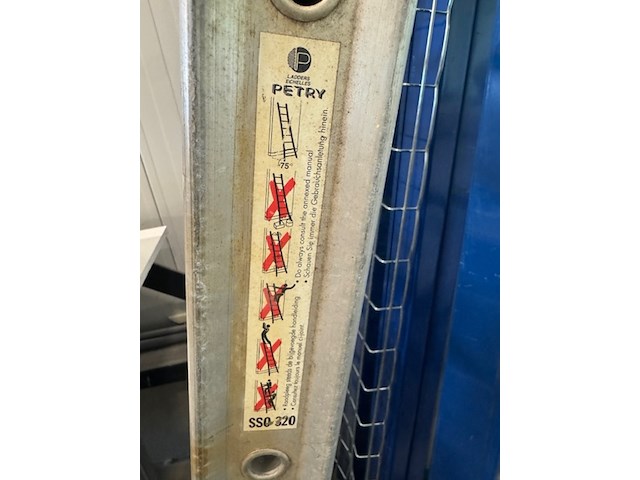 P
LADDERS
ECHELLES
PETRY
75°
• Do always consult the annexed manual
• Schauen Sie immer die Gebrauchsanleitung hinein.
• Raadpleeg steeds de bijgevoegde handleiding
• Consultez toujours le manuel ci-joint
SSO 320